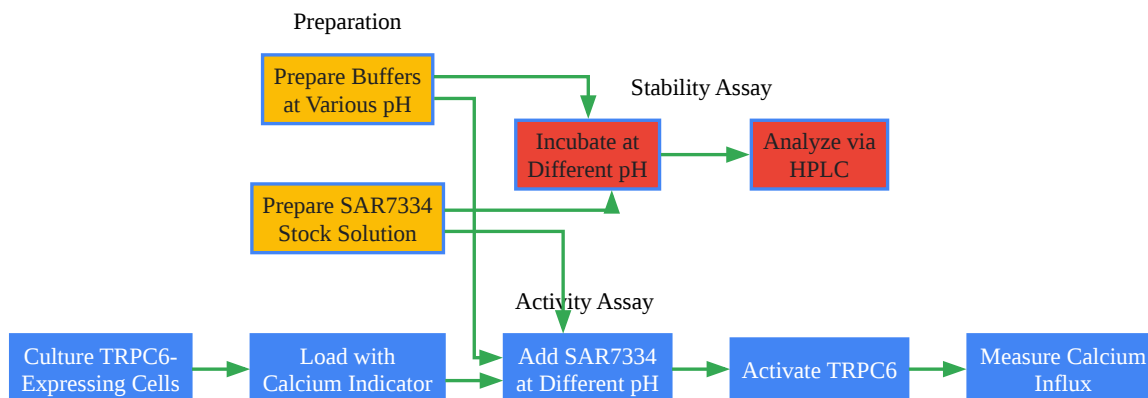 Preparation
Prepare Buffers
at Various pH
Stability Assay
Incubate at
Different pH
Analyze via
HPLC
Prepare SAR7334
Stock Solution
Activity Assay
Culture TRPC6-
Expressing Cells
Load with
Calcium Indicator
Add SAR7334
at Different pH
Activate TRPC6
Measure Calcium
Influx